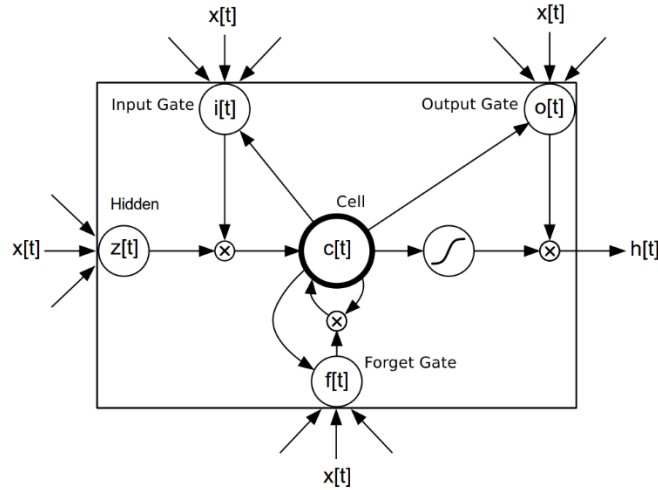 x[t]
x[t]
Input Gate
i[t]
Output Gate
o[t]
Hidden
Cell
x[t]
z[t]
c[t]
h[t]
Forget Gate
f[t]
x[t]